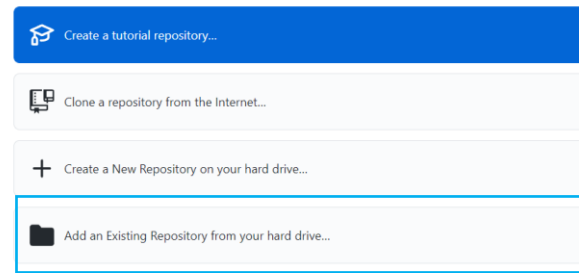 Create a tutorial repository...
Clone a repository from the Internet...
Create a New Repository on your hard drive...
Add an Existing Repository from your hard drive...